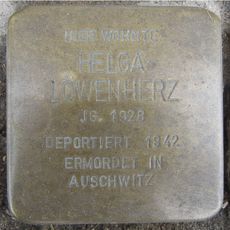 HIER WOHNTE
HELGA
LÖWENHERZ
JG. 1928
DEPORTIERT 1942
ERMORDET IN
AUSCHWITZ